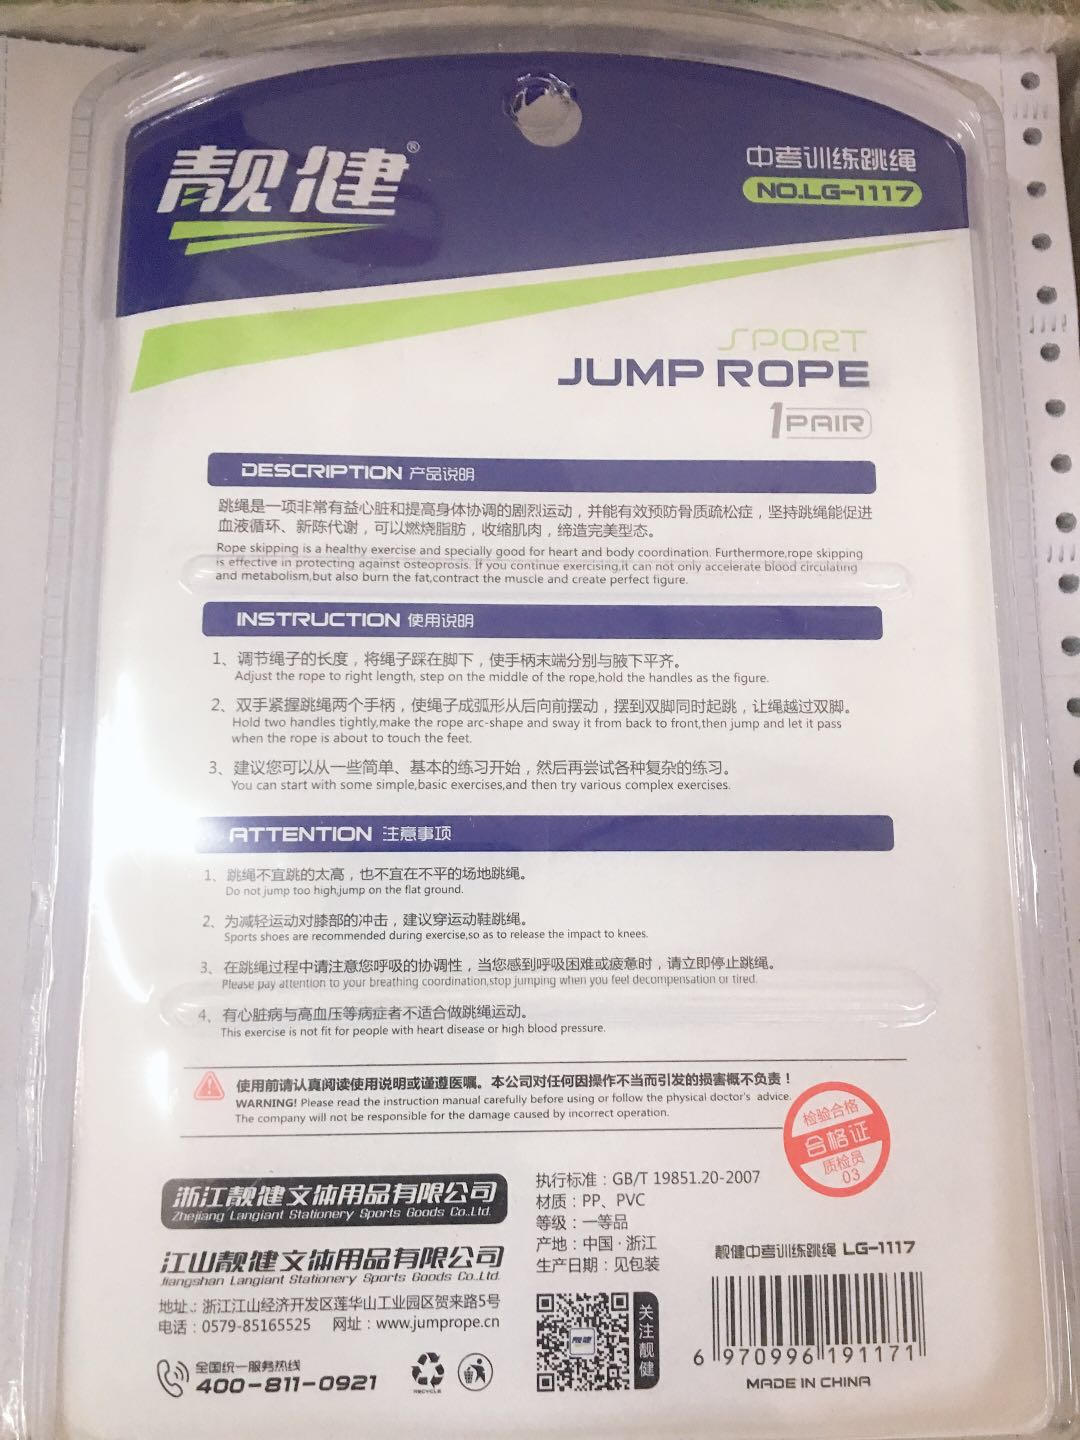 靓健®
中考训练跳绳
NO.LG-1117
SPORT
JUMP ROPE
1 PAIR
DESCRIPTION 产品说明
跳绳是一项非常有益心脏和提高身体协调的剧烈运动，并能有效预防骨质疏松症，坚持跳绳能促进
血液循环、新陈代谢，可以燃烧脂肪，收缩肌肉，缔造完美型态。
Rope skipping is a healthy exercise and specially good for heart and body coordination. Furthermore,rope skipping
is effective in protecting against osteoprosis. If you continue exercising,it can not only accelerate blood circulating
and metabolism,but also burn the fat,contract the muscle and create perfect figure.
INSTRUCTION 使用说明
1、调节绳子的长度，将绳子踩在脚下，使手柄末端分别与腋下平齐。
Adjust the rope to right length, step on the middle of the rope,hold the handles as the figure.
2、双手紧握跳绳两个手柄，使绳子成弧形从后向前摆动，摆到双脚同时起跳，让绳越过双脚。
Hold two handles tightly,make the rope arc-shape and sway it from back to front,then jump and let it pass
when the rope is about to touch the feet.
3、建议您可以从一些简单、基本的练习开始，然后再尝试各种复杂的练习。
You can start with some simple,basic exercises,and then try various complex exercises.
ATTENTION 注意事项
1、跳绳不宜跳的太高，也不宜在不平的场地跳绳。
Do not jump too high,jump on the flat ground.
2、为减轻运动对膝部的冲击，建议穿运动鞋跳绳。
Sports shoes are recommended during exercise,so as to release the impact to knees.
3、在跳绳过程中请注意您呼吸的协调性，当您感到呼吸困难或疲惫时，请立即停止跳绳。
Please pay attention to your breathing coordination,stop jumping when you feel decompensation or tired.
4、有心脏病与高血压等病症者不适合做跳绳运动。
This exercise is not fit for people with heart disease or high blood pressure.
使用前请认真阅读使用说明或谨遵医嘱。本公司对任何因操作不当而引发的损害概不负责！
WARNING! Please read the instruction manual carefully before using or follow the physical doctor's advice.
The company will not be responsible for the damage caused by incorrect operation.
检验合格
合格证
质检员
03
浙江靓健文体用品有限公司
Zhejiang Langiant Stationery Sports Goods Co.Ltd.
江山靓健文体用品有限公司
Jiangshan Langiant Stationery Sports Goods Co.Ltd.
地址：浙江江山经济开发区莲华山工业园区贺来路5号
电话：0579-85165525 网址：www.jumprope.cn
全国统一服务热线
400-811-0921
RECYCLE
执行标准：GB/T 19851.20-2007
材质：PP、PVC
等级：一等品
产地：中国·浙江
生产日期：见包装
靓健
关注靓健
靓健中考训练跳绳 LG-1117
6 970996 191171
MADE IN CHINA